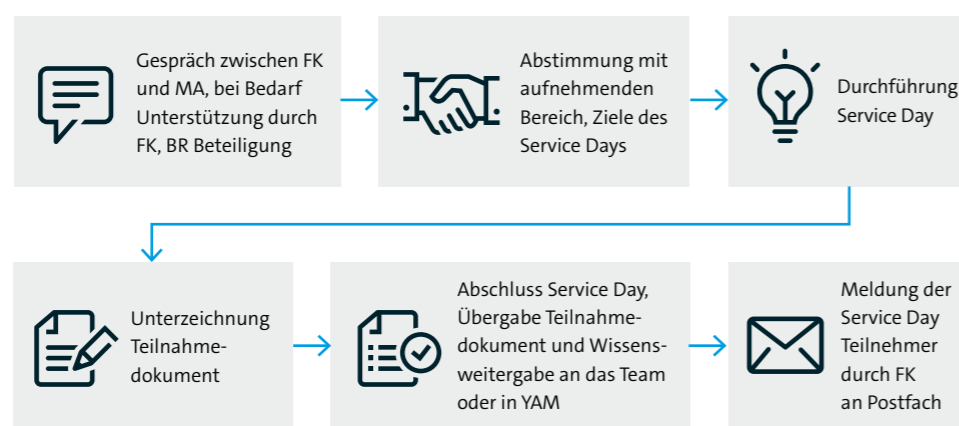 Gespräch zwischen FK
und MA, bei Bedarf
Unterstützung durch
FK, BR Beteiligung
Abstimmung mit
aufnehmenden
Bereich, Ziele des
Service Days
Durchführung
Service Day
Unterzeichnung
Teilnahme-
dokument
Abschluss Service Day,
Übergabe Teilnahme-
dokument und Wissens-
weitergabe an das Team
oder in YAM
Meldung der
Service Day
Teilnehmer
durch FK
an Postfach